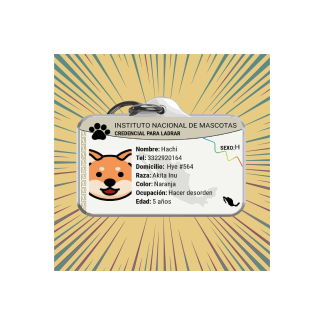 INSTITUTO NACIONAL DE MASCOTAS
CREDENCIAL PARA LADRAR
SEXO:H
Nombre: Hachi
Tel: 3322920164
Domicilio: Hye #564
Raza: Akita Inu
Color: Naranja
Ocupación: Hacer desorden
Edad: 5 años